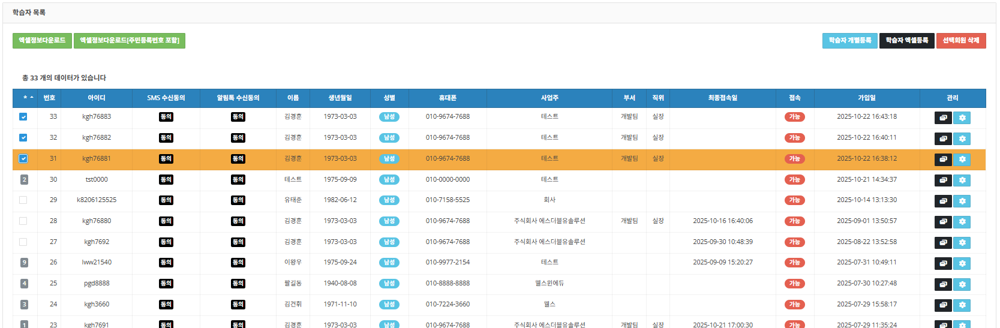 학습자 목록
엑셀정보다운로드 엑셀정보다운로드[주민등록번호 포함] 학습자 개별등록 학습자 엑셀등록 선택회원 삭제
총 33 개의 데이터가 있습니다
* 번호 아이디 SMS 수신동의 알림톡 수신동의 이름 생년월일 성별 휴대폰 사업주 부서 직위 최종접속일 접속 가입일 관리
33 kgh76883 동의 동의 김경훈 1973-03-03 남성 010-9674-7688 테스트 개발팀 실장 가능 2025-10-22 16:43:18
32 kgh76882 동의 동의 김경훈 1973-03-03 남성 010-9674-7688 테스트 개발팀 실장 가능 2025-10-22 16:40:11
31 kgh76881 동의 동의 김경훈 1973-03-03 남성 010-9674-7688 테스트 개발팀 실장 가능 2025-10-22 16:38:12
2 30 tst0000 동의 동의 테스트 1975-09-09 남성 010-0000-0000 테스트 가능 2025-10-21 14:34:37
29 k8206125525 동의 동의 유태준 1982-06-12 남성 010-7158-5525 회사 가능 2025-10-14 13:13:30
28 kgh76880 동의 동의 김경훈 1973-03-03 남성 010-9674-7688 주식회사 에스더블유솔루션 개발팀 실장 2025-10-16 16:40:06 가능 2025-09-01 13:50:57
27 kgh7692 동의 동의 김경훈 1973-03-03 남성 010-9674-7688 주식회사 에스더블유솔루션 2025-09-30 10:48:39 가능 2025-08-22 13:52:58
9 26 lww21540 동의 동의 이왕우 1975-09-24 남성 010-9977-2154 테스트 2025-09-09 15:20:27 가능 2025-07-31 10:49:11
4 25 pgd8888 동의 동의 팔길동 1940-08-08 남성 010-8888-8888 웰스윈에듀 가능 2025-07-30 10:27:48
3 24 kgh3660 동의 동의 김건휘 1971-11-10 남성 010-7224-3660 웰스 가능 2025-07-29 15:58:17
1 23 kgh7691 동의 동의 김경훈 1973-03-03 남성 010-9674-7688 주식회사 에스더블유솔루션 개발팀 실장 2025-10-21 17:00:30 가능 2025-07-29 11:35:24